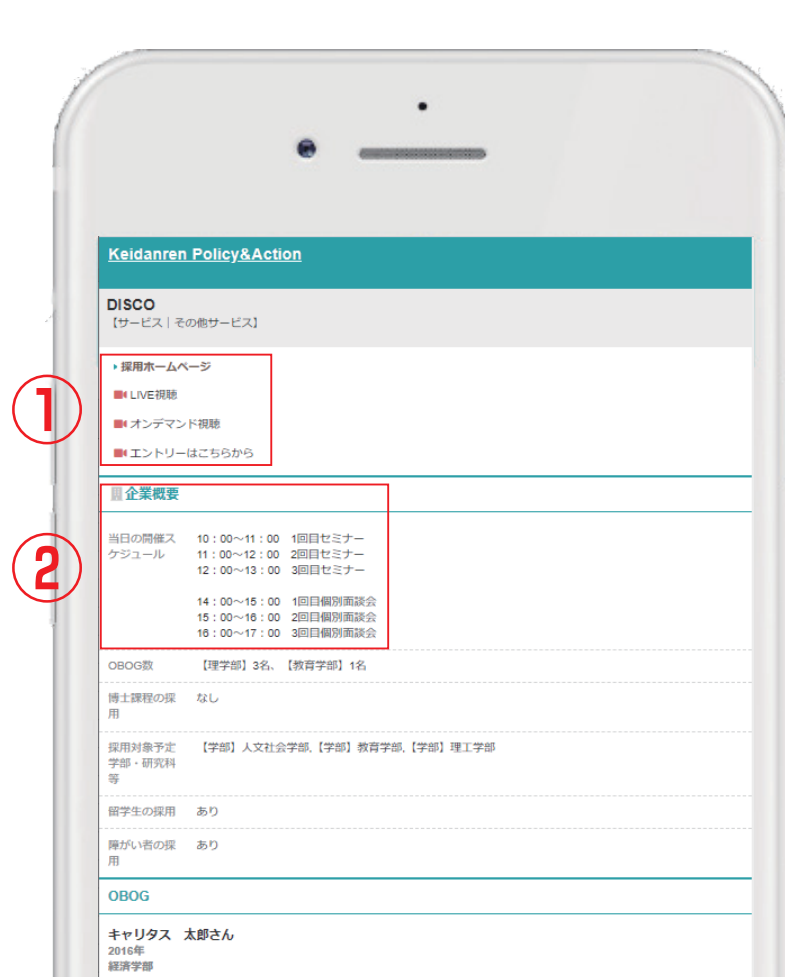 Keidanren Policy&Action
DISCO
【サービス｜その他サービス】
①
採用ホームページ
LIVE視聴
オンデマンド視聴
エントリーはこちらから
②
企業概要
当日の開催ス
ケジュール
10：00～11：00 1回目セミナー
11：00～12：00 2回目セミナー
12：00～13：00 3回目セミナー
14：00～15：00 1回目個別面談会
15：00～16：00 2回目個別面談会
16：00～17：00 3回目個別面談会
OBOG数 【理学部】3名、【教育学部】1名
博士課程の採
用
なし
採用対象予定
学部・研究科
等
【学部】人文社会学部,【学部】教育学部,【学部】理工学部
留学生の採用 あり
障がい者の採
用
あり
OBOG
キャリタス 太郎さん
2016年
経済学部